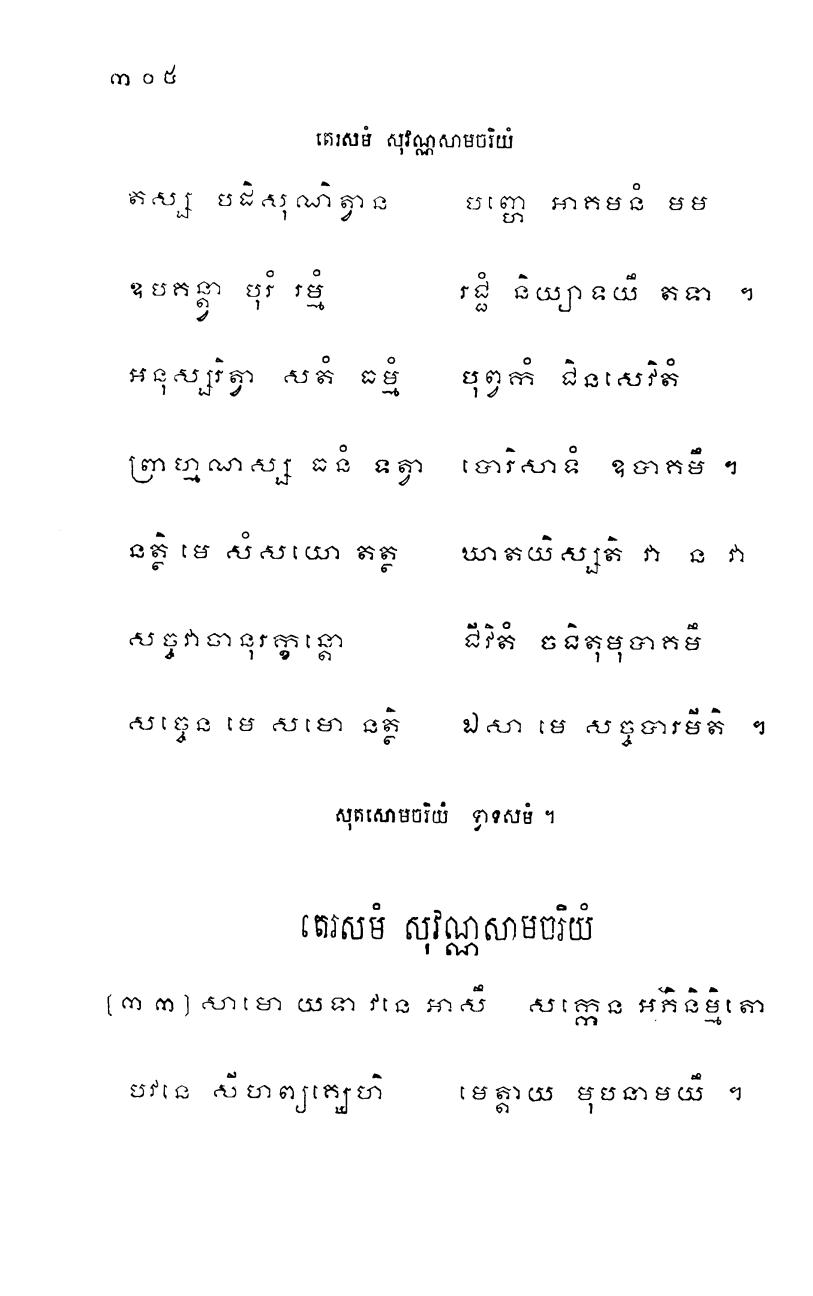 ៣០៥
តេរសមំ សុវណ្ណសាមចរិយំ
តស្ស បដិសុណិត្វាន បញ្ហេ អាគមនំ មម
ឧបគន្ត្វា បុរំ រម្មំ រជ្ជំ និយ្យាទយឹ តទា ។
អនុស្សរិត្វា សតំ ធម្មំ បុព្វកំ ជិនសេវិតំ
ព្រាហ្មណស្ស ធនំ ទត្វា បោរិសាទំ ឧបាគមឹ ។
នត្ថិ មេ សំសយោ តត្ថ ឃាតយិស្សតិ វា ន វា
សច្ចវាចានុរក្ខន្តោ ជីវិតំ ចជិតុមុបាគមឹ
សច្ចេន មេ សមោ នត្ថិ ឯសា មេ សច្ចបារមីតិ ។
សុតសោមចរិយំ ទ្វាទសមំ ។
តេរសមំ សុវណ្ណសាមចរិយំ
[៣៣] សាមោ យទា វនេ អាសឹ សក្កេន អភិនិម្មិតោ
បវនេ សីហព្យគ្ឃេហិ មេត្តាយ មុបនាមយឹ ។